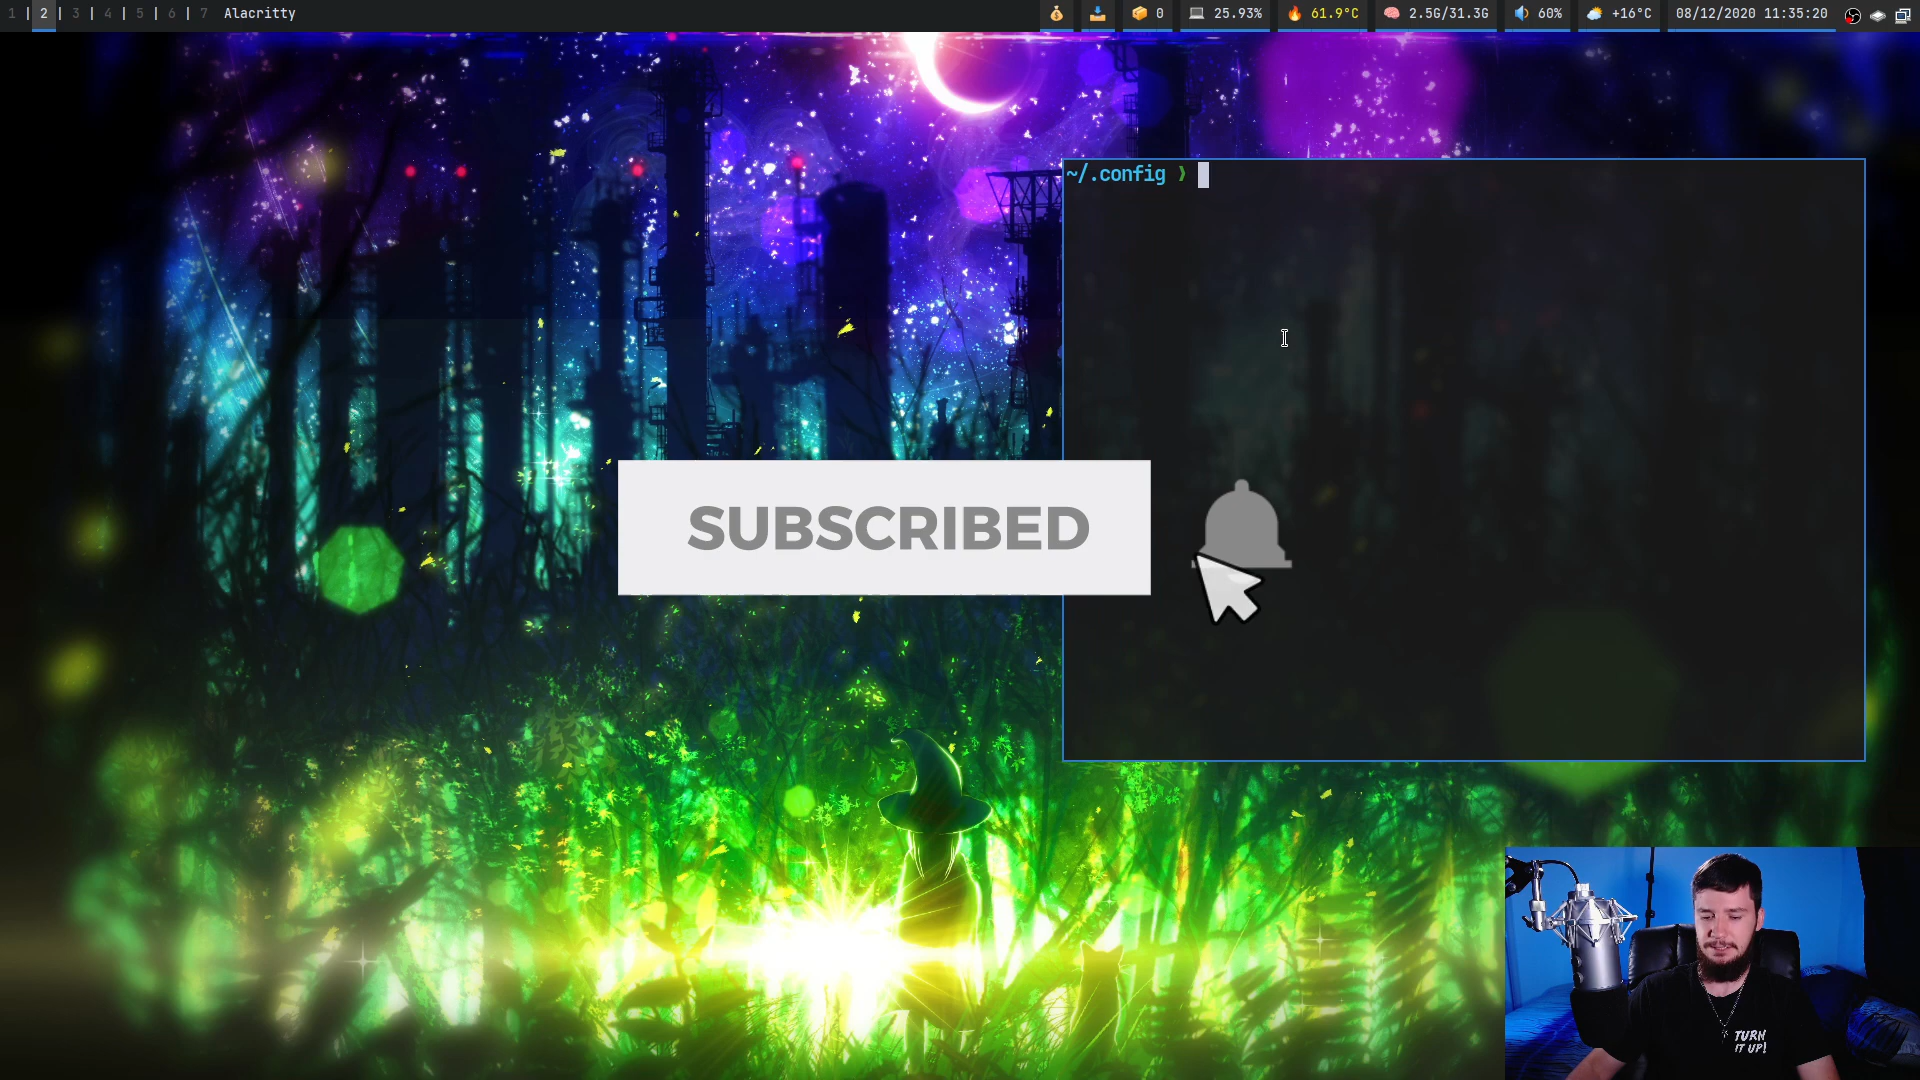 1 | 2 | 3 | 4 | 5 | 6 | 7 Alacritty
0 25.93% 61.9°C 2.5G/31.3G 60% +16°C 08/12/2020 11:35:20
~/.config ❯
SUBSCRIBED
TURN
IT UP!